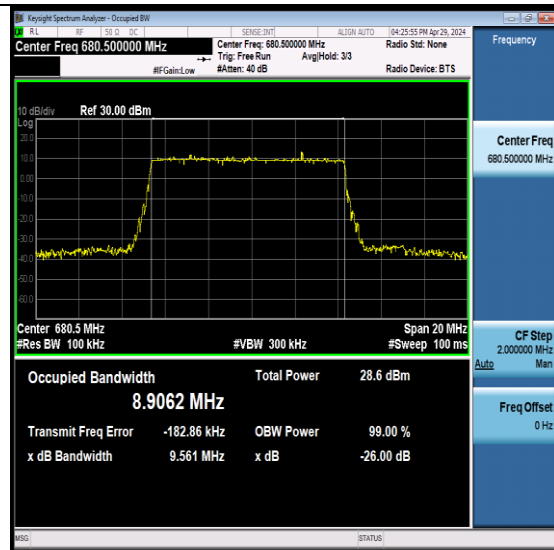 Keysight Spectrum Analyzer - Occupied BW
RL RF 50 Ω DC SENSE:INT ALIGN AUTO 04:25:55 PM Apr 29, 2024
Center Freq 680.500000 MHz
Center Freq: 680.500000 MHz Radio Std: None
Trig: Free Run Avg|Hold: 3/3
#IFGain:Low #Atten: 40 dB Radio Device: BTS
Frequency
10 dB/div Ref 30.00 dBm
Log
20.0
10.0
0.00
-10.0
-20.0
-30.0
-40.0
-50.0
-60.0
Center Freq
680.500000 MHz
Center 680.5 MHz Span 20 MHz
#Res BW 100 kHz #VBW 300 kHz #Sweep 100 ms
CF Step
2.000000 MHz
Auto Man
Occupied Bandwidth Total Power 28.6 dBm
8.9062 MHz
Transmit Freq Error -182.86 kHz OBW Power 99.00 %
x dB Bandwidth 9.561 MHz x dB -26.00 dB
Freq Offset
0 Hz
MSG STATUS